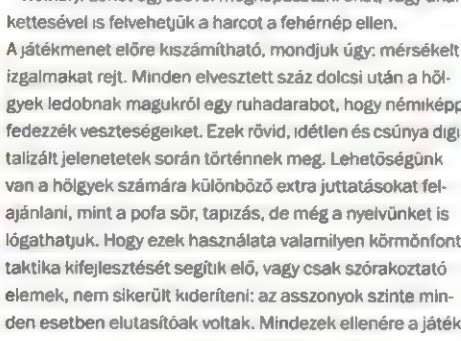 kettesével is felvehetjük a harcot a fehérnép ellen.
A játékmenet előre kiszámítható, mondjuk úgy: mérsékelt
izgalmakat rejt. Minden elvesztett száz dolcsi után a höl-
gyek ledobnak magukról egy ruhadarabot, hogy némiképp
fedezzék veszteségeiket. Ezek rövid, idétlen és csúnya digi
talizált jelenetetek során történnek meg. Lehetőségünk
van a hölgyek számára különböző extra juttatásokat fel-
ajánlani, mint a pofa sör, tapizás, de még a nyelvünket is
lógathatjuk. Hogy ezek használata valamilyen körmönfont
taktika kifejlesztését segítik elő, vagy csak szórakoztató
elemek, nem sikerült kideríteni: az asszonyok szinte min-
den esetben elutasítóak voltak. Mindezek ellenére a játék